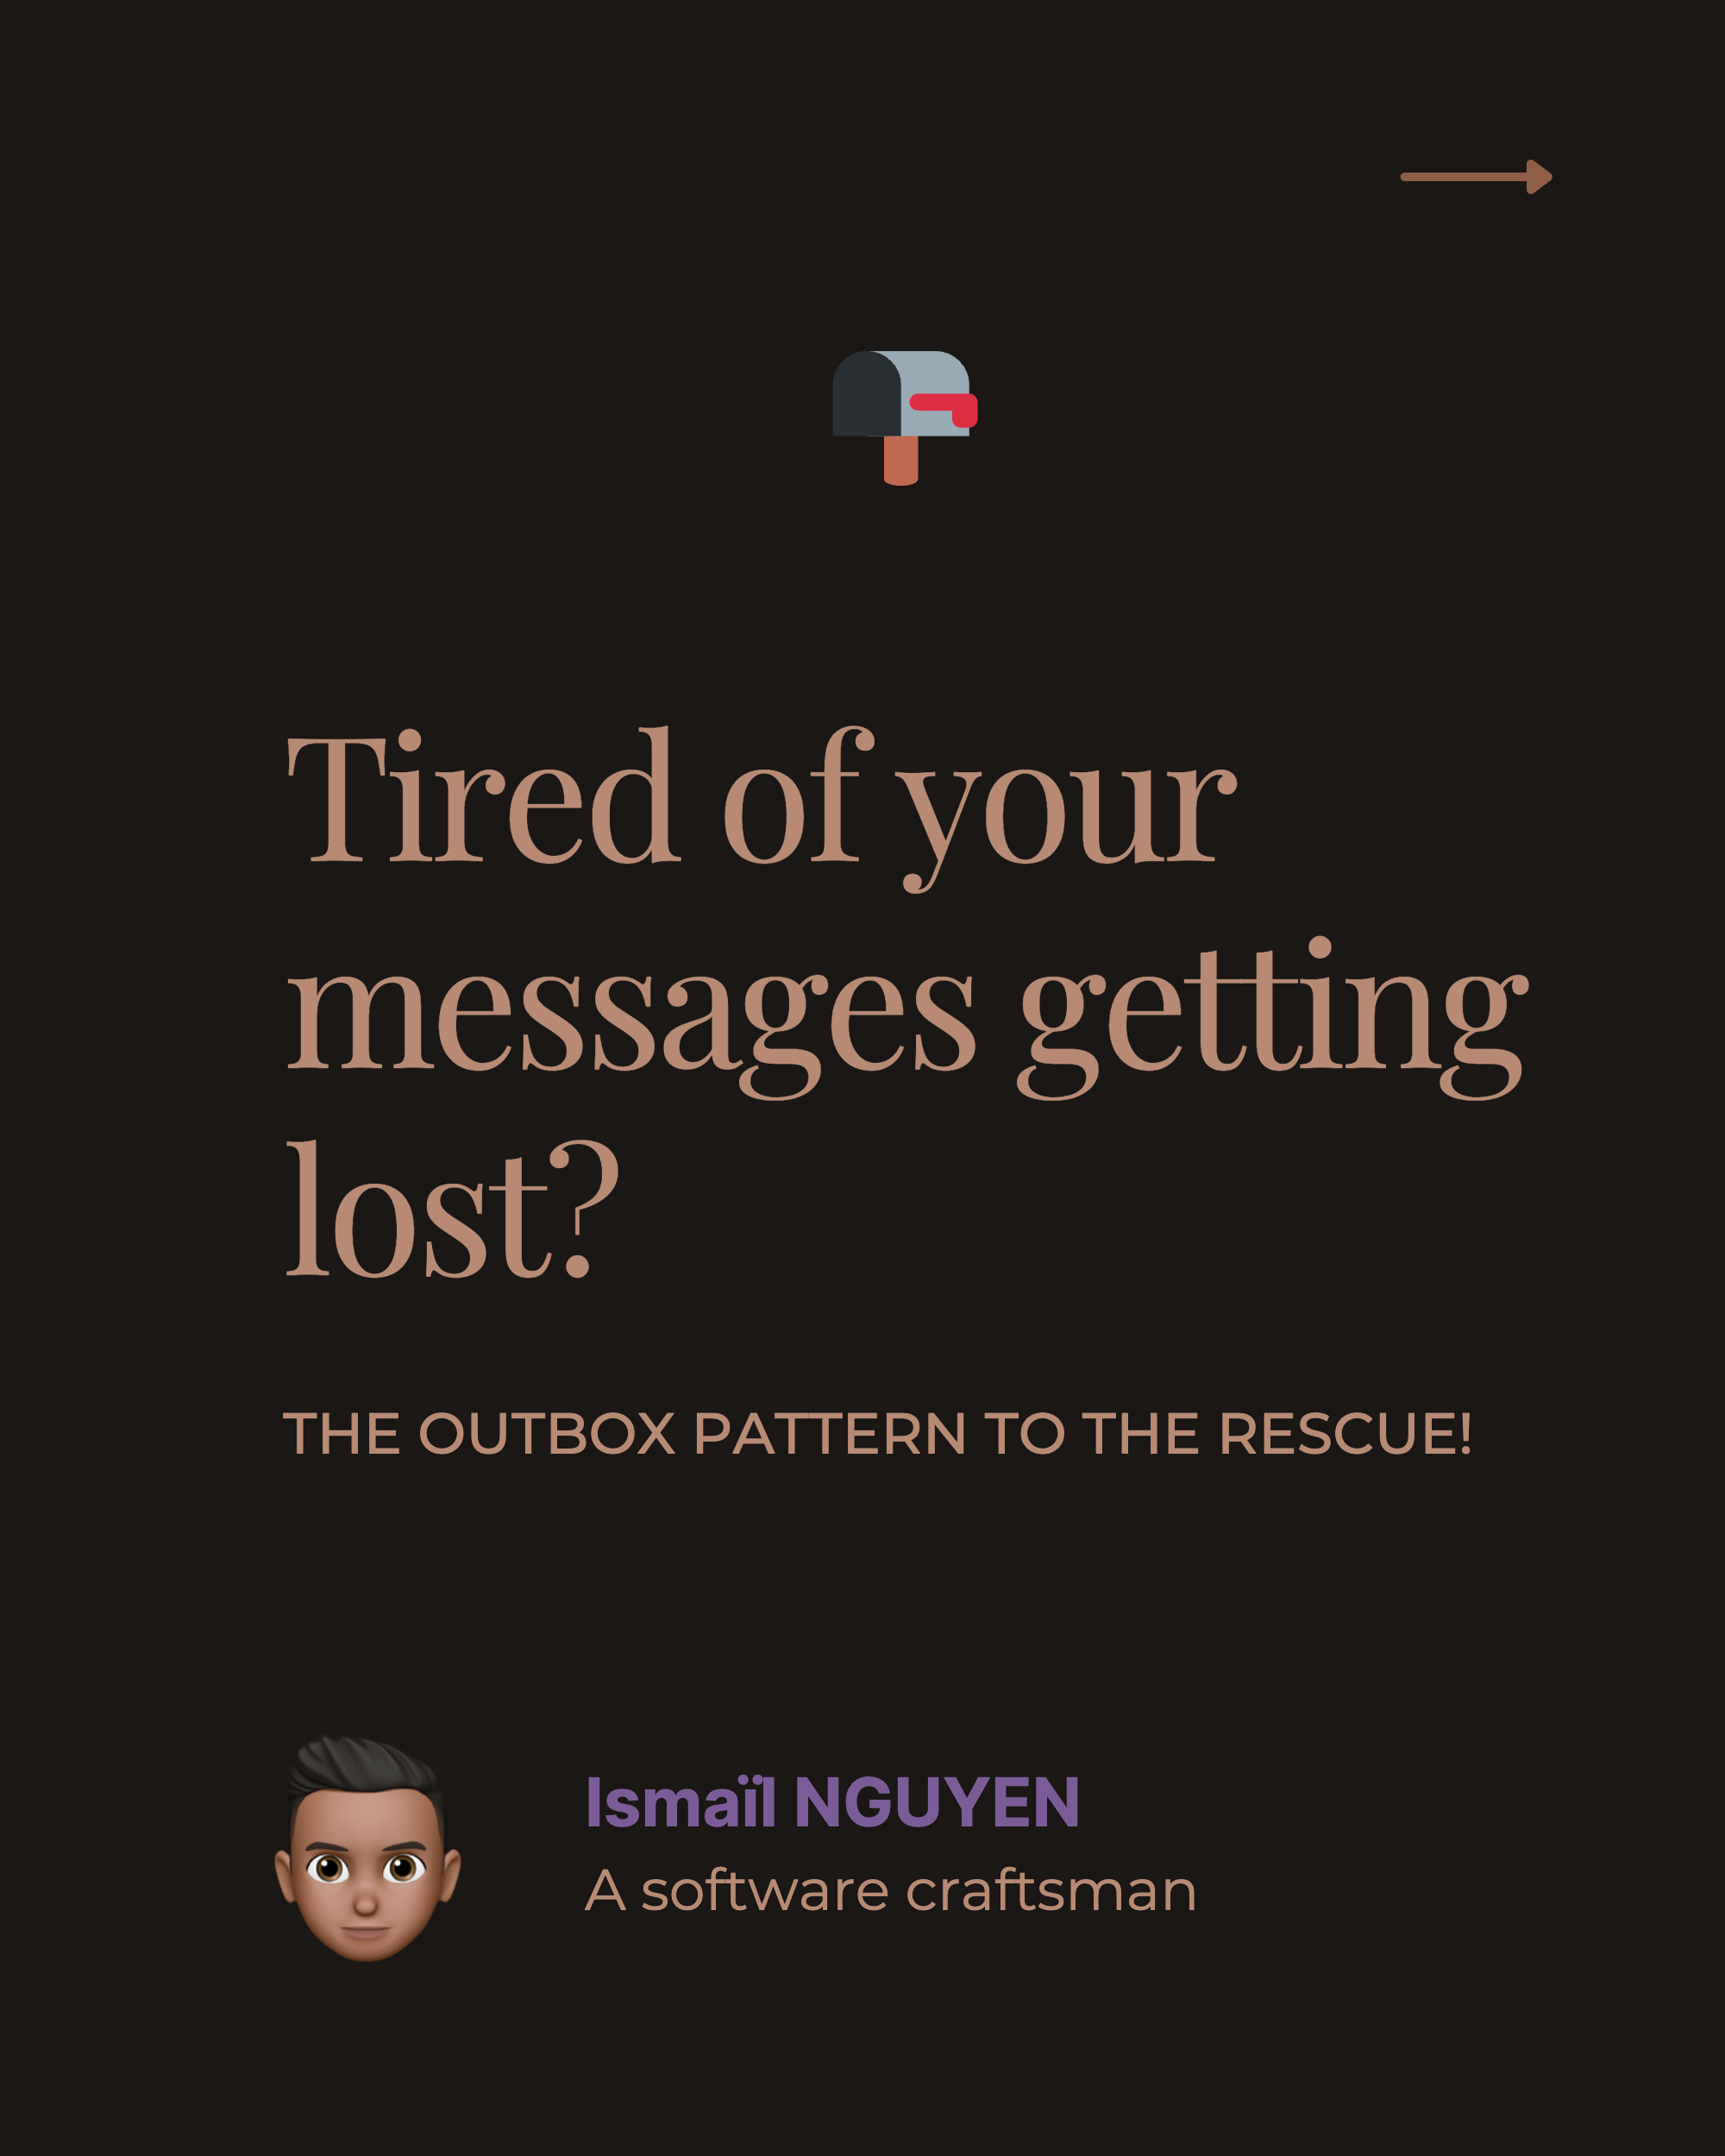 Tired of your
messages getting
lost?
THE OUTBOX PATTERN TO THE RESCUE!
Ismaïl NGUYEN
A software craftsman